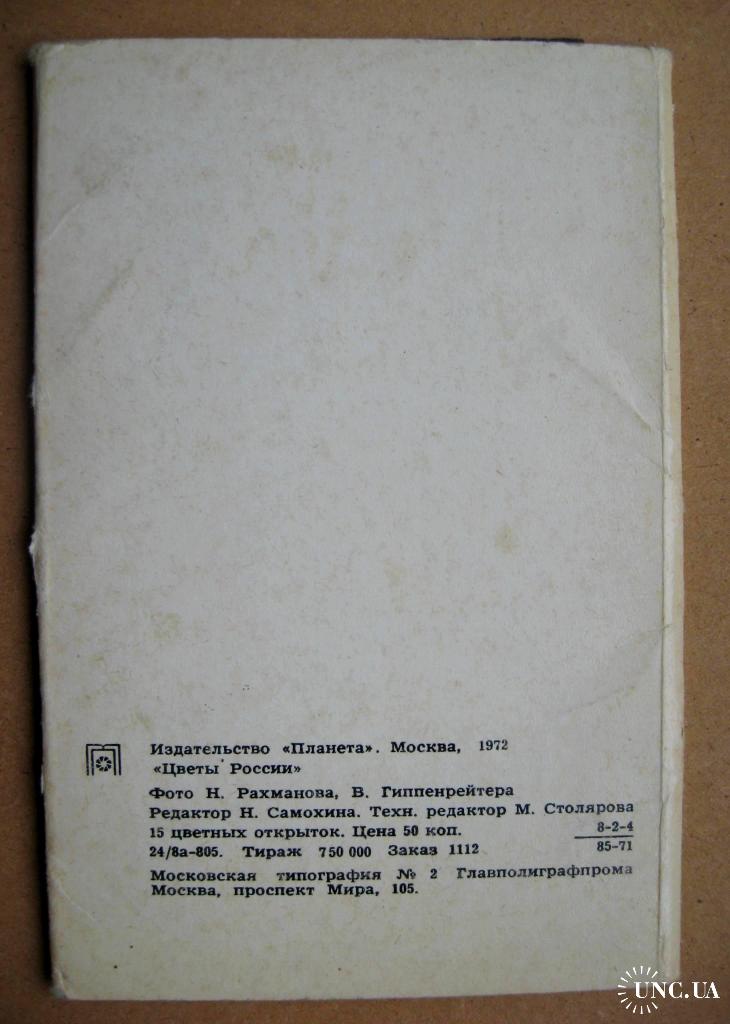 Издательство «Планета». Москва, 1972
«Цветы России»
Фото Н. Рахманова, В. Гиппенрейтера
Редактор Н. Самохина. Техн. редактор М. Столярова
15 цветных открыток. Цена 50 коп. 8-2-4
24/8а-805. Тираж 750 000 Заказ 1112 85-71
Московская типография № 2 Главполиграфпрома
Москва, проспект Мира, 105.
UNC.UA